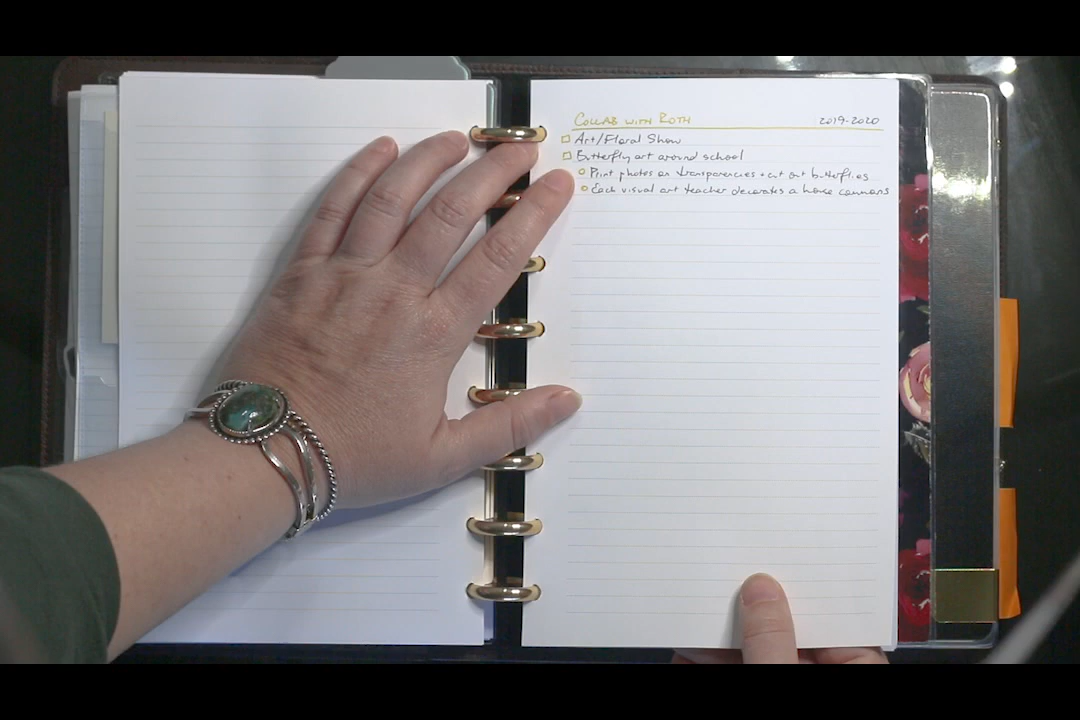 COLLAB WITH ROTH 2019-2020
Art/Floral Show
Butterfly art around school
Print photos on transparencies + cut out butterflies
Each visual art teacher decorates a house commons